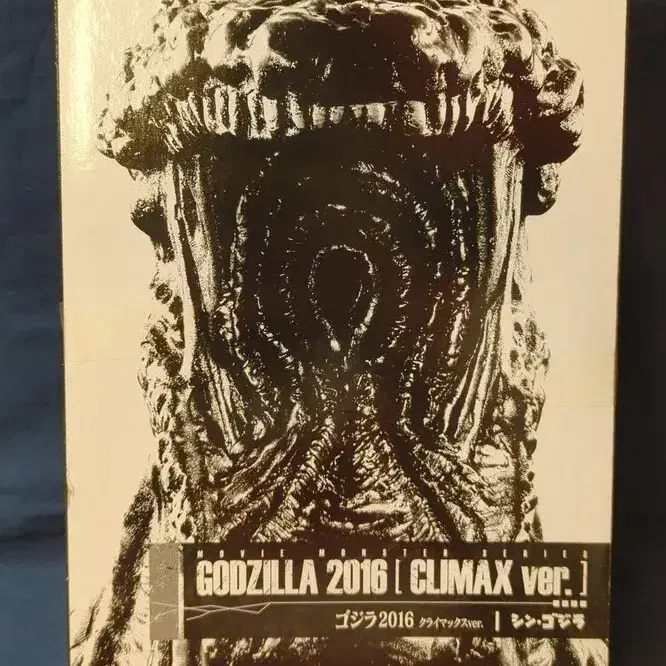 MOVIE MONSTER SERIES
GODZILLA 2016 [ CLIMAX ver. ]
ゴジラ2016 クライマックスver. | シン・ゴジラ